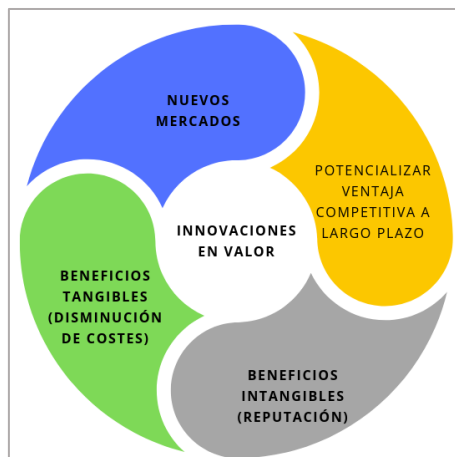 NUEVOS
MERCADOS
POTENCIALIZAR
VENTAJA
COMPETITIVA A
LARGO PLAZO
INNOVACIONES
EN VALOR
BENEFICIOS
TANGIBLES
(DISMINUCIÓN
DE COSTES)
BENEFICIOS
INTANGIBLES
(REPUTACIÓN)